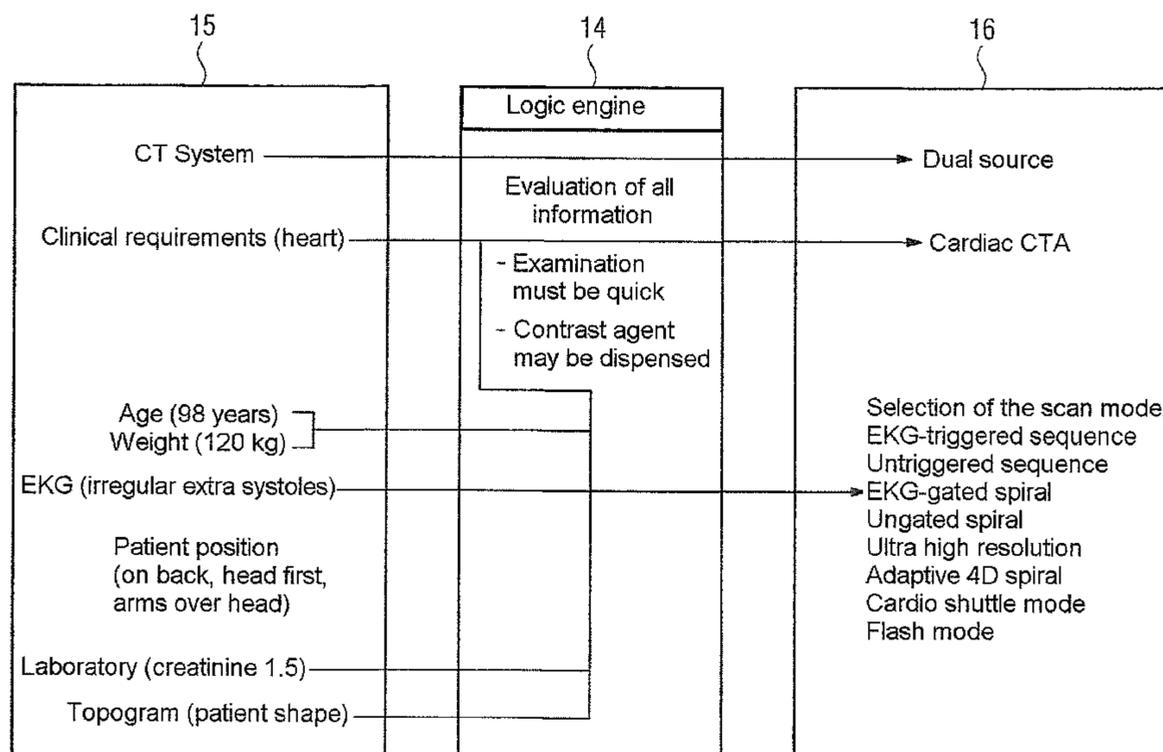 15
14
16
Logic engine
CT System
Dual source
Evaluation of all
information
Clinical requirements (heart)
Cardiac CTA
- Examination
must be quick
- Contrast agent
may be dispensed
Age (98 years)
Weight (120 kg)
EKG (irregular extra systoles)
Patient position
(on back, head first,
arms over head)
Laboratory (creatinine 1.5)
Topogram (patient shape)
Selection of the scan mode
EKG-triggered sequence
Untriggered sequence
EKG-gated spiral
Ungated spiral
Ultra high resolution
Adaptive 4D spiral
Cardio shuttle mode
Flash mode